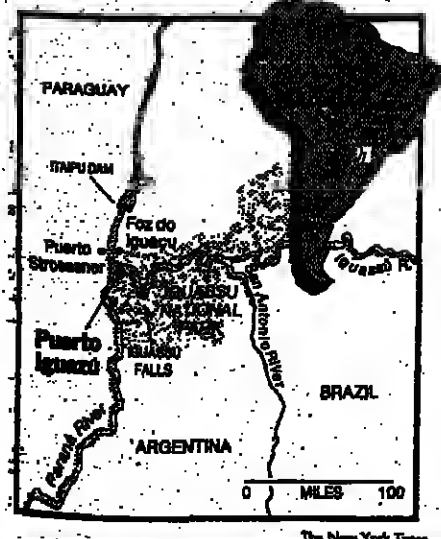 PARAGUAY
ITAIPU DAM
Foz do
Iguaçu
Puerto
Stroessner
IGUASSU R.
IGUASSU
NATIONAL
PARK
San Antonio River
Puerto
Iguazú
IGUASSU
FALLS
BRAZIL
Paraná River
ARGENTINA
0 MILES 100
The New York Times